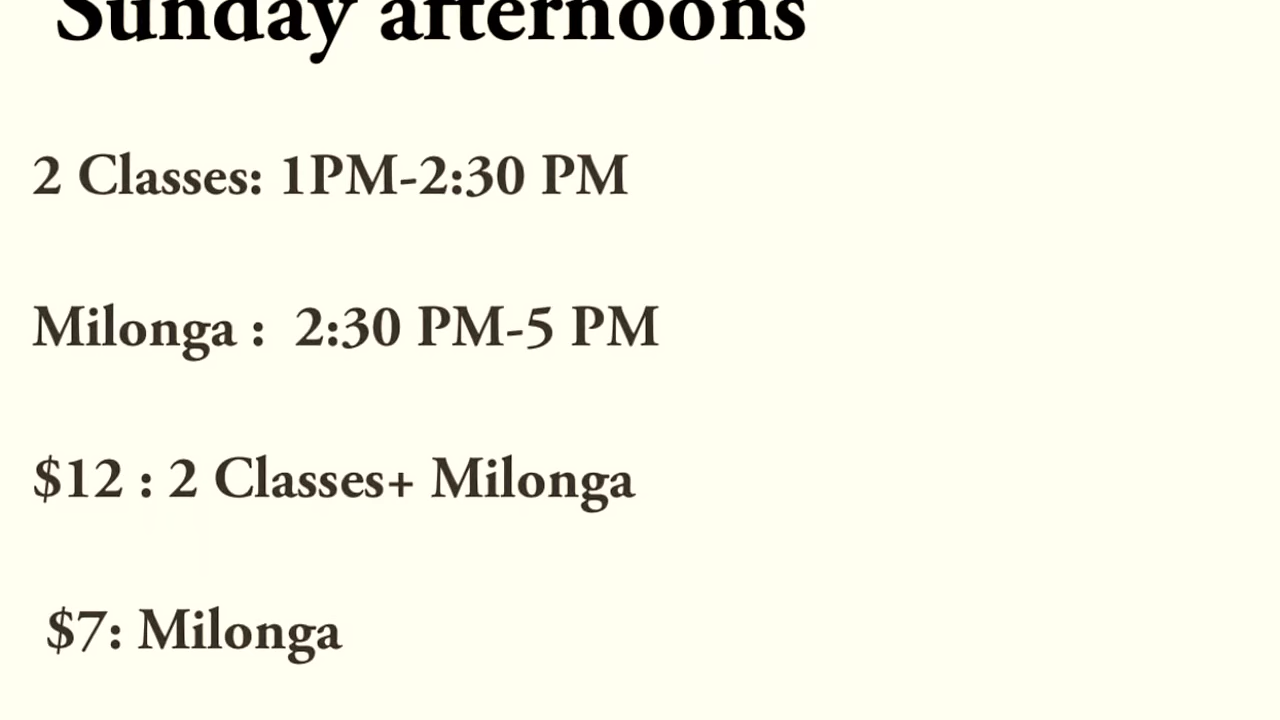 Sunday afternoons
2 Classes: 1PM-2:30 PM
Milonga :  2:30 PM-5 PM
$12 : 2 Classes+ Milonga
$7: Milonga